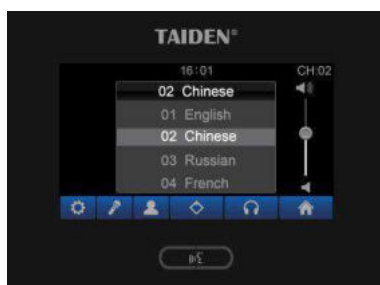 TAIDEN®
16:01 CH:02
02 Chinese
01 English
02 Chinese
03 Russian
04 French